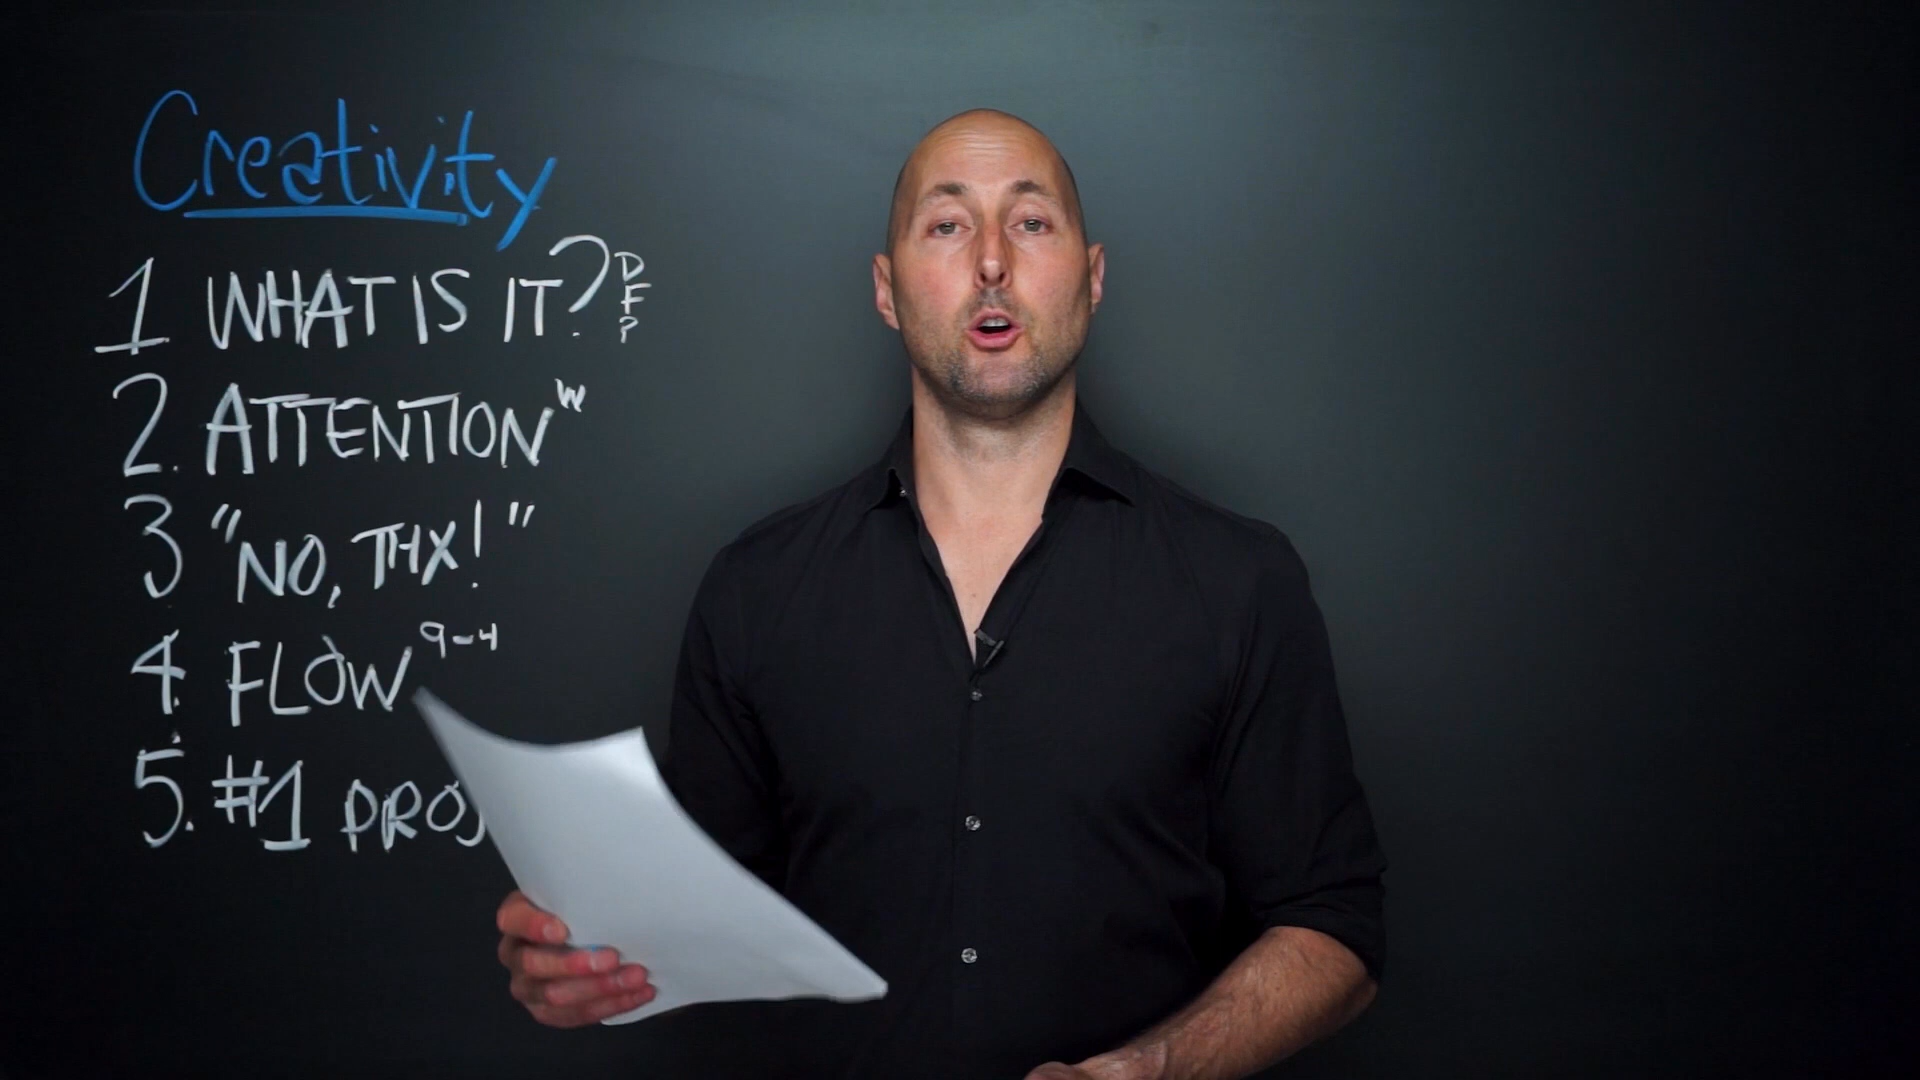 Creativity
1 WHAT IS IT? D F ?
2. ATTENTION W
3 "NO, THX!"
4. FLOW 9-4
5. #1 PROJ